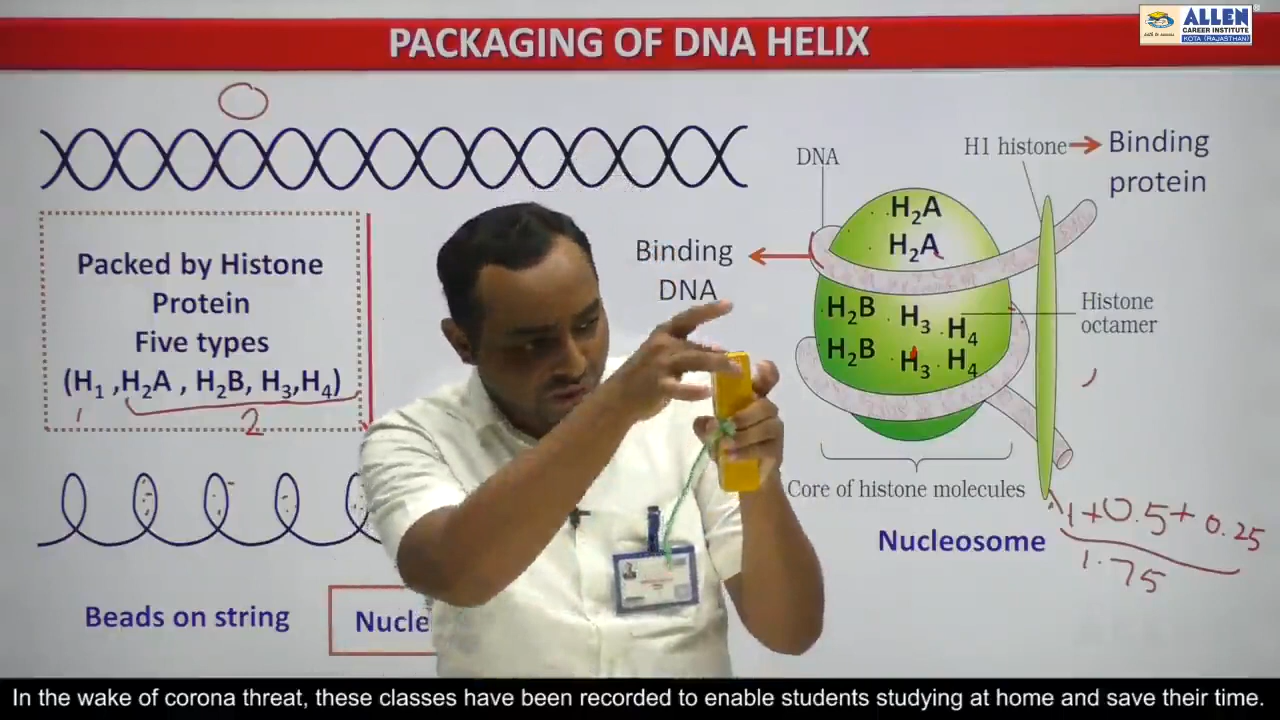 ALLEN
CAREER INSTITUTE
KOTA (RAJASTHAN)
PACKAGING OF DNA HELIX
DNA
H1 histone
Binding
protein
Packed by Histone
Protein
Five types
(H1 ,H2A , H2B, H3,H4)
1
2
Binding
DNA
H2A
H2A
H2B H3 H4
H2B H3 H4
Histone
octamer
Core of histone molecules
Nucleosome
1+0.5+0.25
1.75
Beads on string
Nucle
In the wake of corona threat, these classes have been recorded to enable students studying at home and save their time.